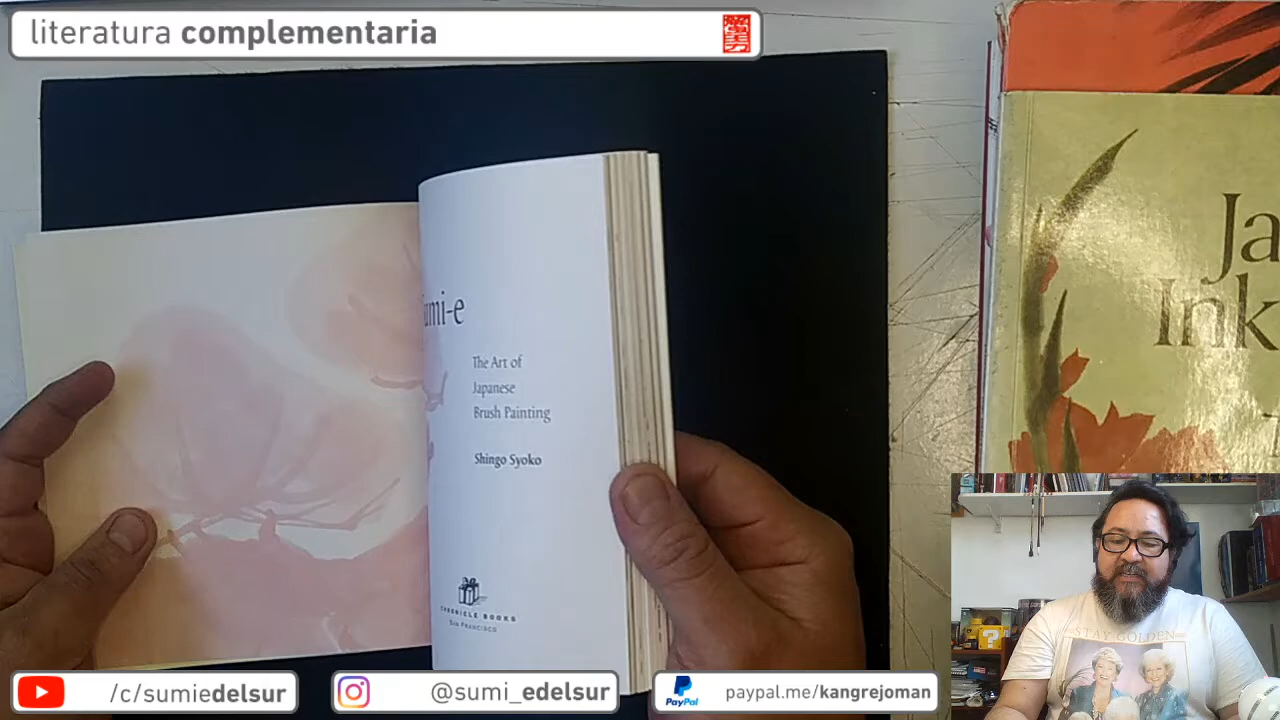 literatura complementaria
umi-e
The Art of
Japanese
Brush Painting
Shingo Syoko
CHRONICLE BOOKS
SAN FRANCISCO
Ja
Ink
STAY GOLDEN
?
/c/sumiedelsur
@sumi_edelsur
PayPal
paypal.me/kangrejoman